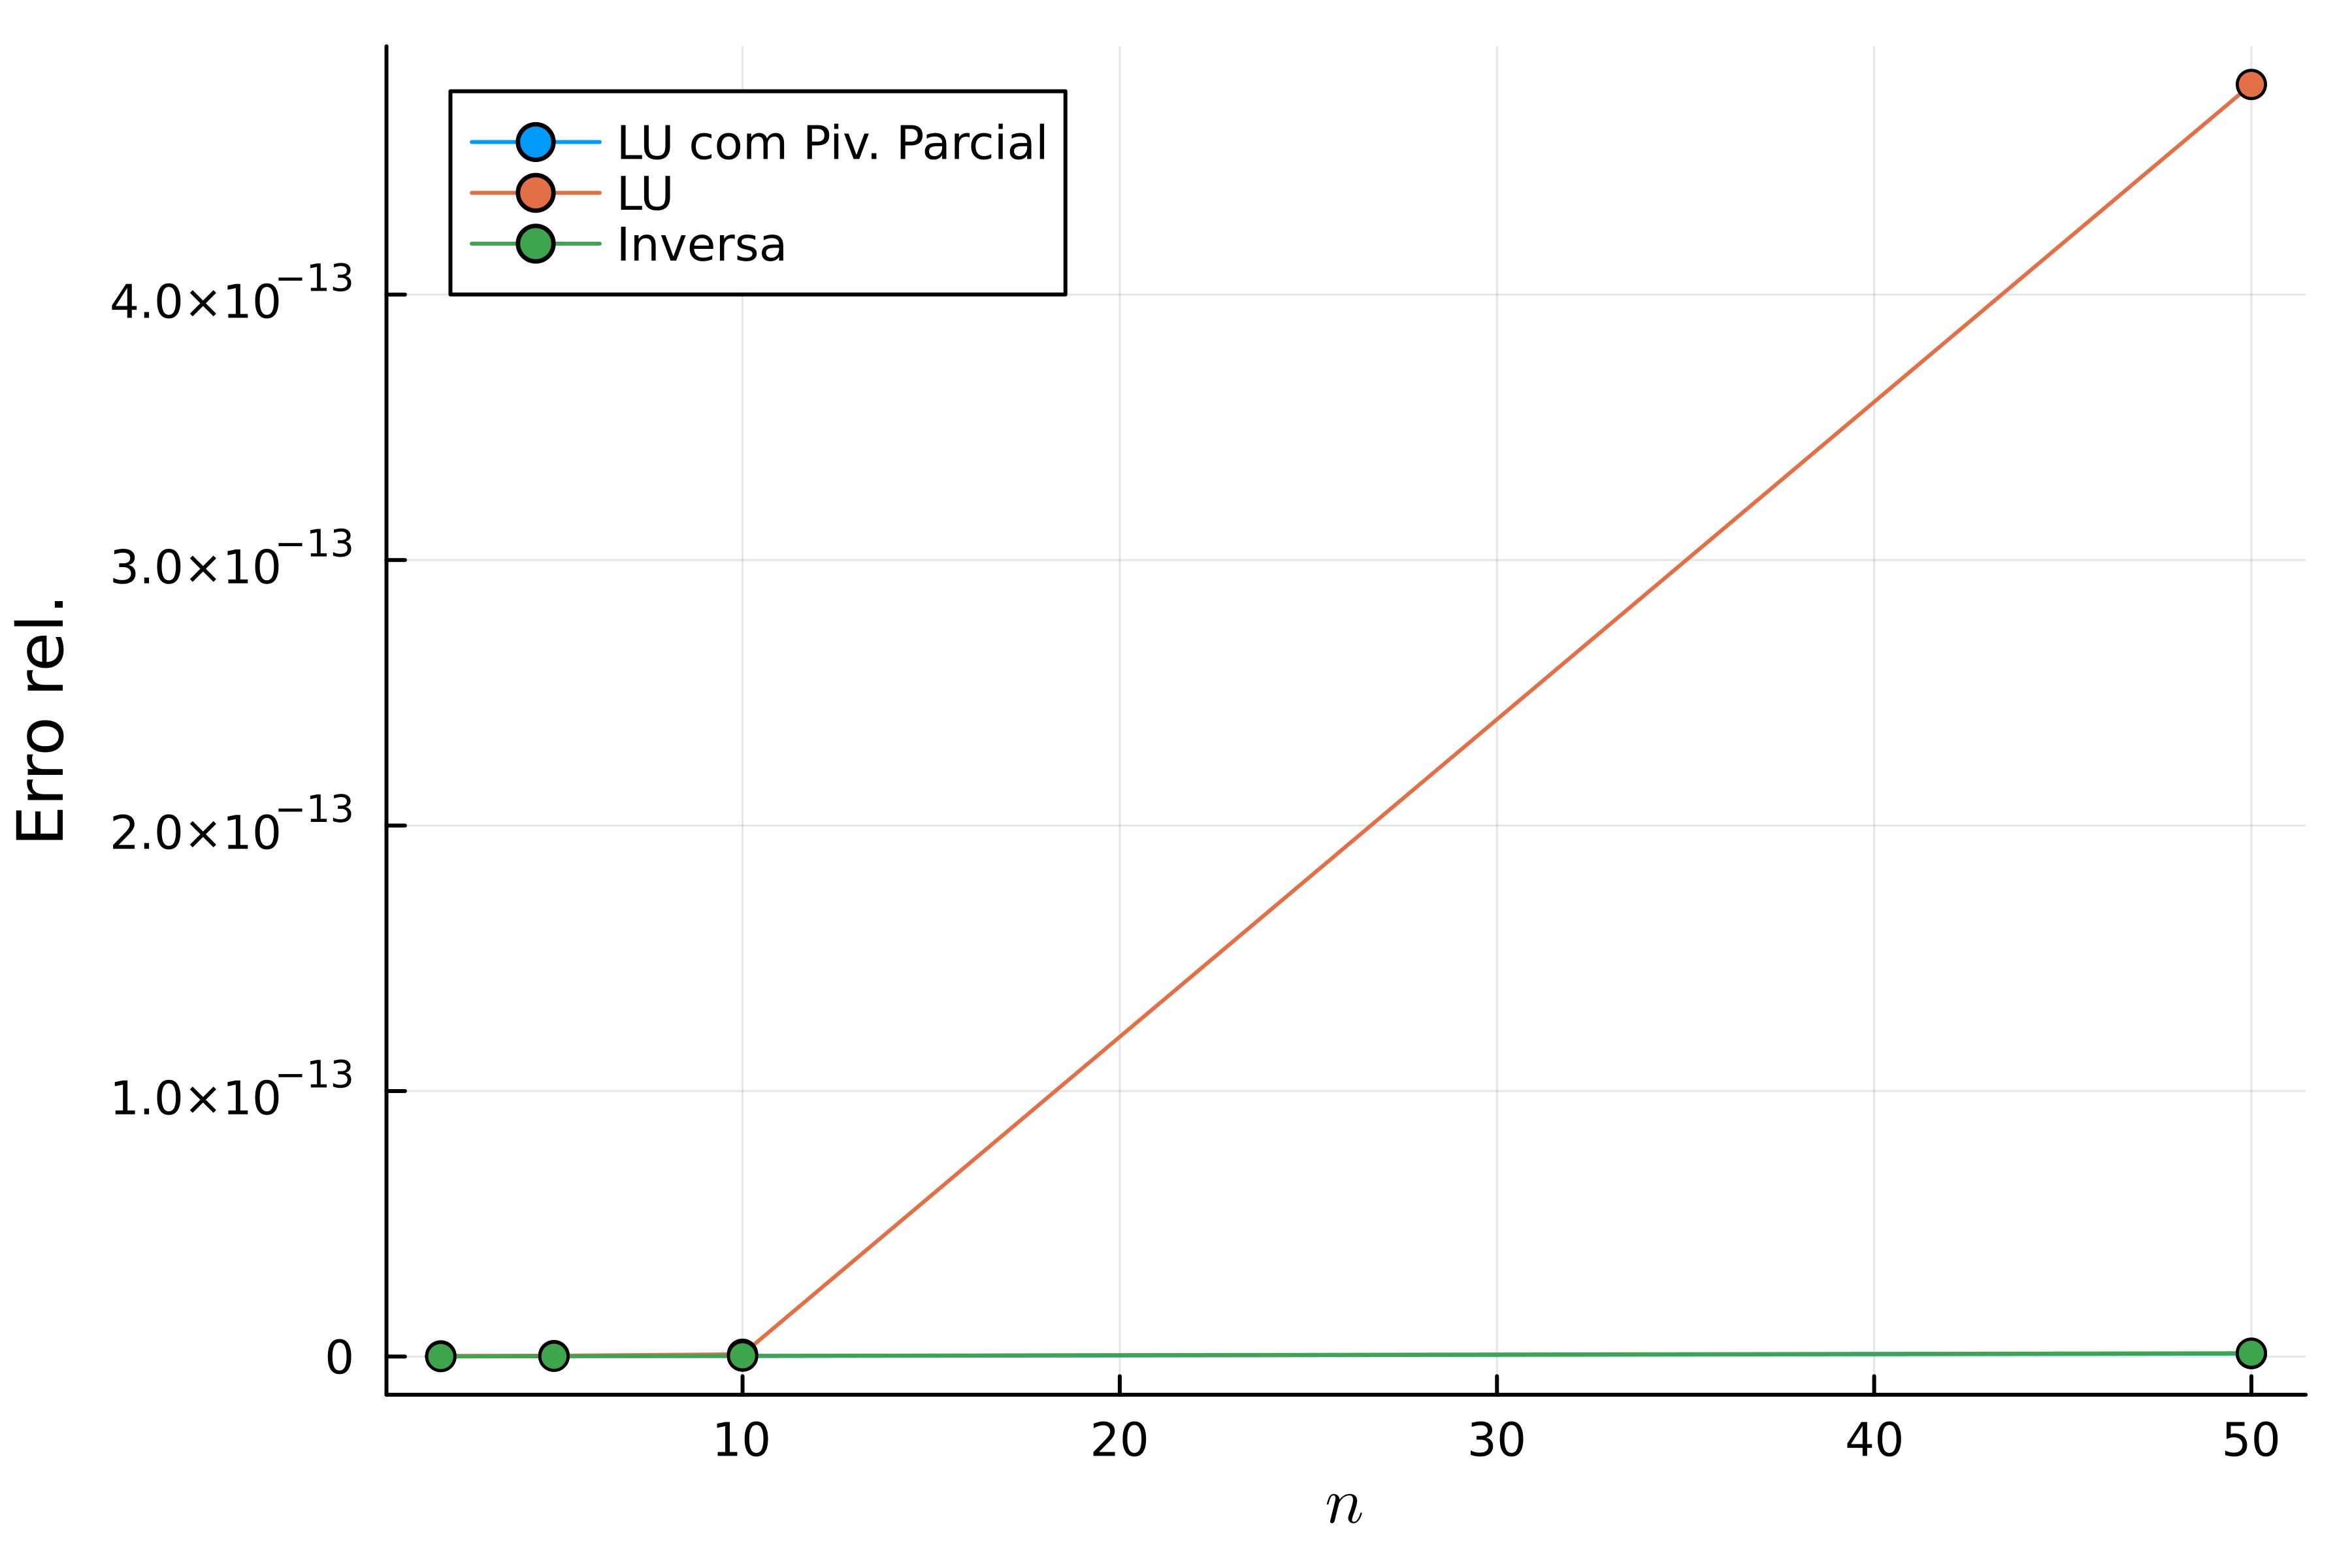 LU com Piv. Parcial
LU
Inversa
4.0×10⁻¹³
3.0×10⁻¹³
2.0×10⁻¹³
1.0×10⁻¹³
0
Erro rel.
10 20 30 40 50
n